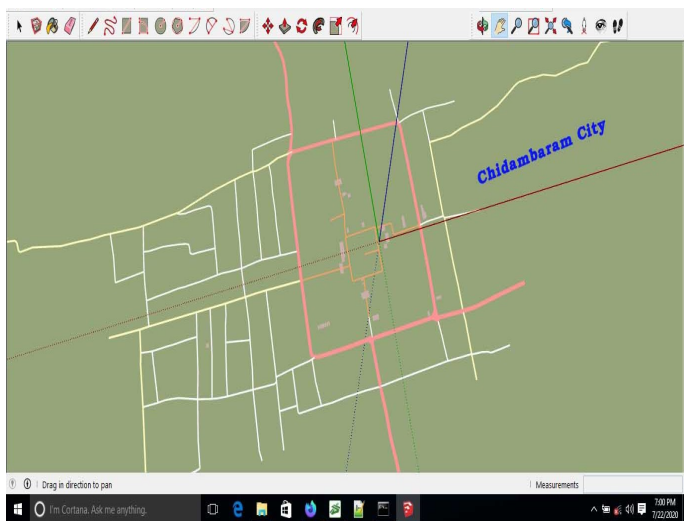 Chidambaram City
Drag in direction to pan
Measurements
I'm Cortana. Ask me anything.
7:00 PM
7/22/2020